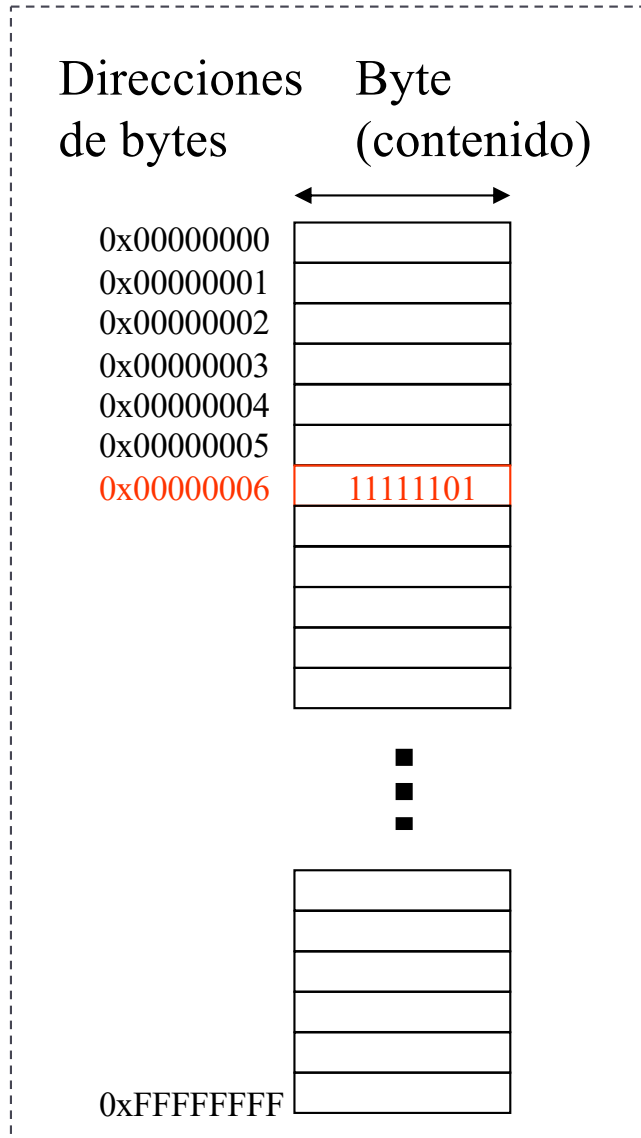 Direcciones Byte
de bytes (contenido)
0x00000000
0x00000001
0x00000002
0x00000003
0x00000004
0x00000005
0x00000006 11111101
0xFFFFFFFF